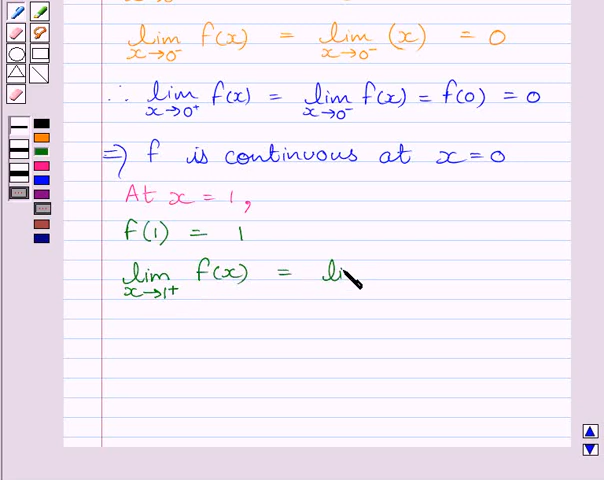 lim x→0⁻ f(x) = lim x→0⁻ (x) = 0
∴ lim x→0⁺ f(x) = lim x→0⁻ f(x) = f(0) = 0
⇒ f is continuous at x = 0
At x = 1,
f(1) = 1
lim x→1⁺ f(x) = li